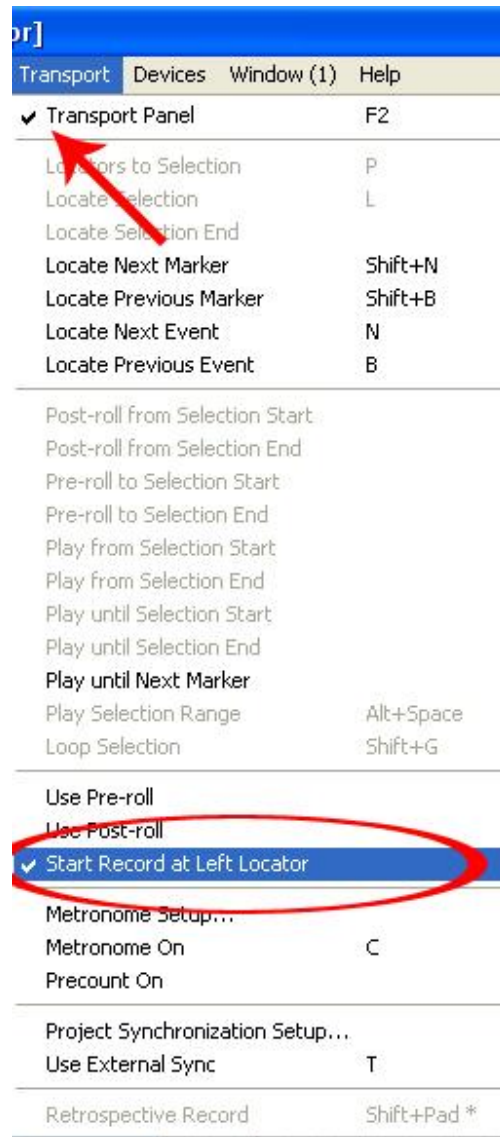 or]
Transport Devices Window (1) Help
Transport Panel F2
Locators to Selection P
Locate Selection L
Locate Selection End
Locate Next Marker Shift+N
Locate Previous Marker Shift+B
Locate Next Event N
Locate Previous Event B
Post-roll from Selection Start
Post-roll from Selection End
Pre-roll to Selection Start
Pre-roll to Selection End
Play from Selection Start
Play from Selection End
Play until Selection Start
Play until Selection End
Play until Next Marker
Play Selection Range Alt+Space
Loop Selection Shift+G
Use Pre-roll
Use Post-roll
Start Record at Left Locator
Metronome Setup...
Metronome On C
Precount On
Project Synchronization Setup...
Use External Sync T
Retrospective Record Shift+Pad *